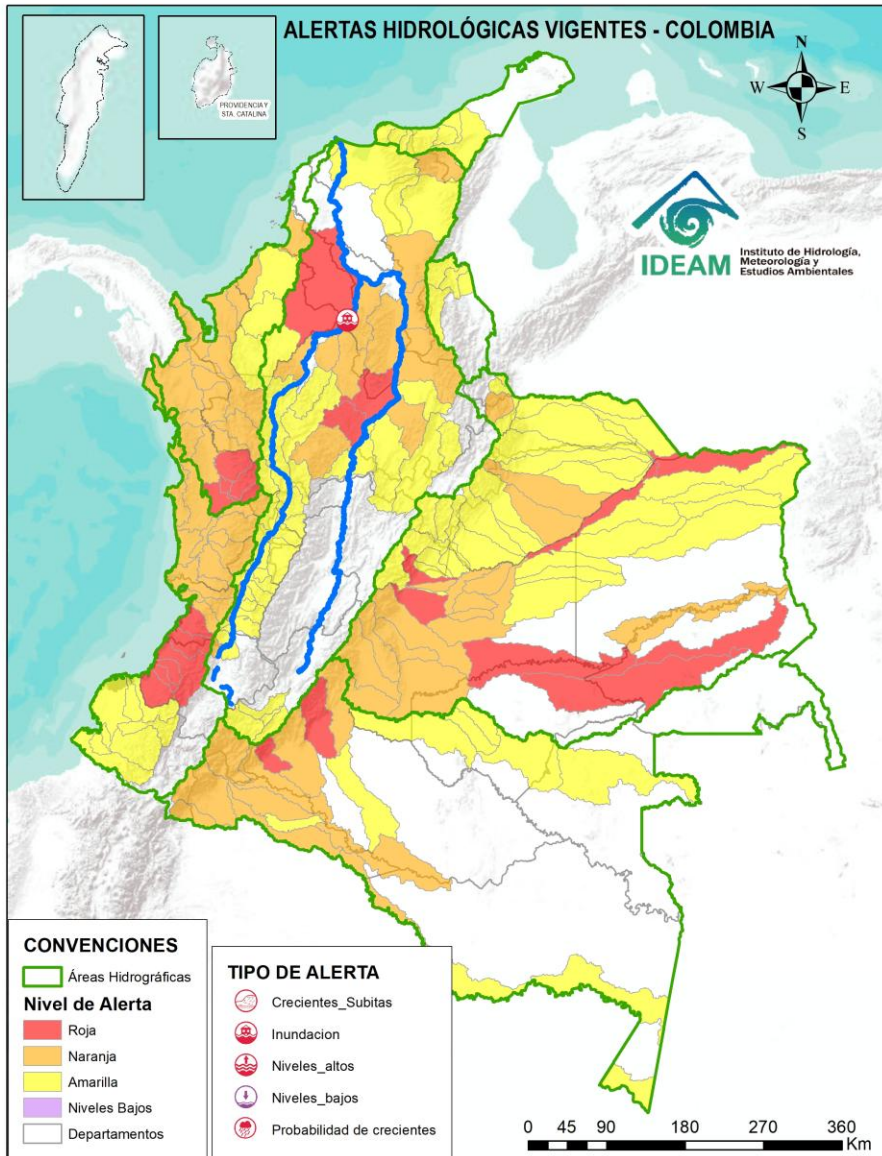 ALERTAS HIDROLÓGICAS VIGENTES - COLOMBIA
PROVIDENCIA Y
STA. CATALINA
N
W E
S
IDEAM
Instituto de Hidrología,
Meteorología y
Estudios Ambientales
CONVENCIONES
Áreas Hidrográficas
Nivel de Alerta
Roja
Naranja
Amarilla
Niveles Bajos
Departamentos
TIPO DE ALERTA
Crecientes_Subitas
Inundacion
Niveles_altos
Niveles_bajos
Probabilidad de crecientes
0 45 90 180 270 360
Km